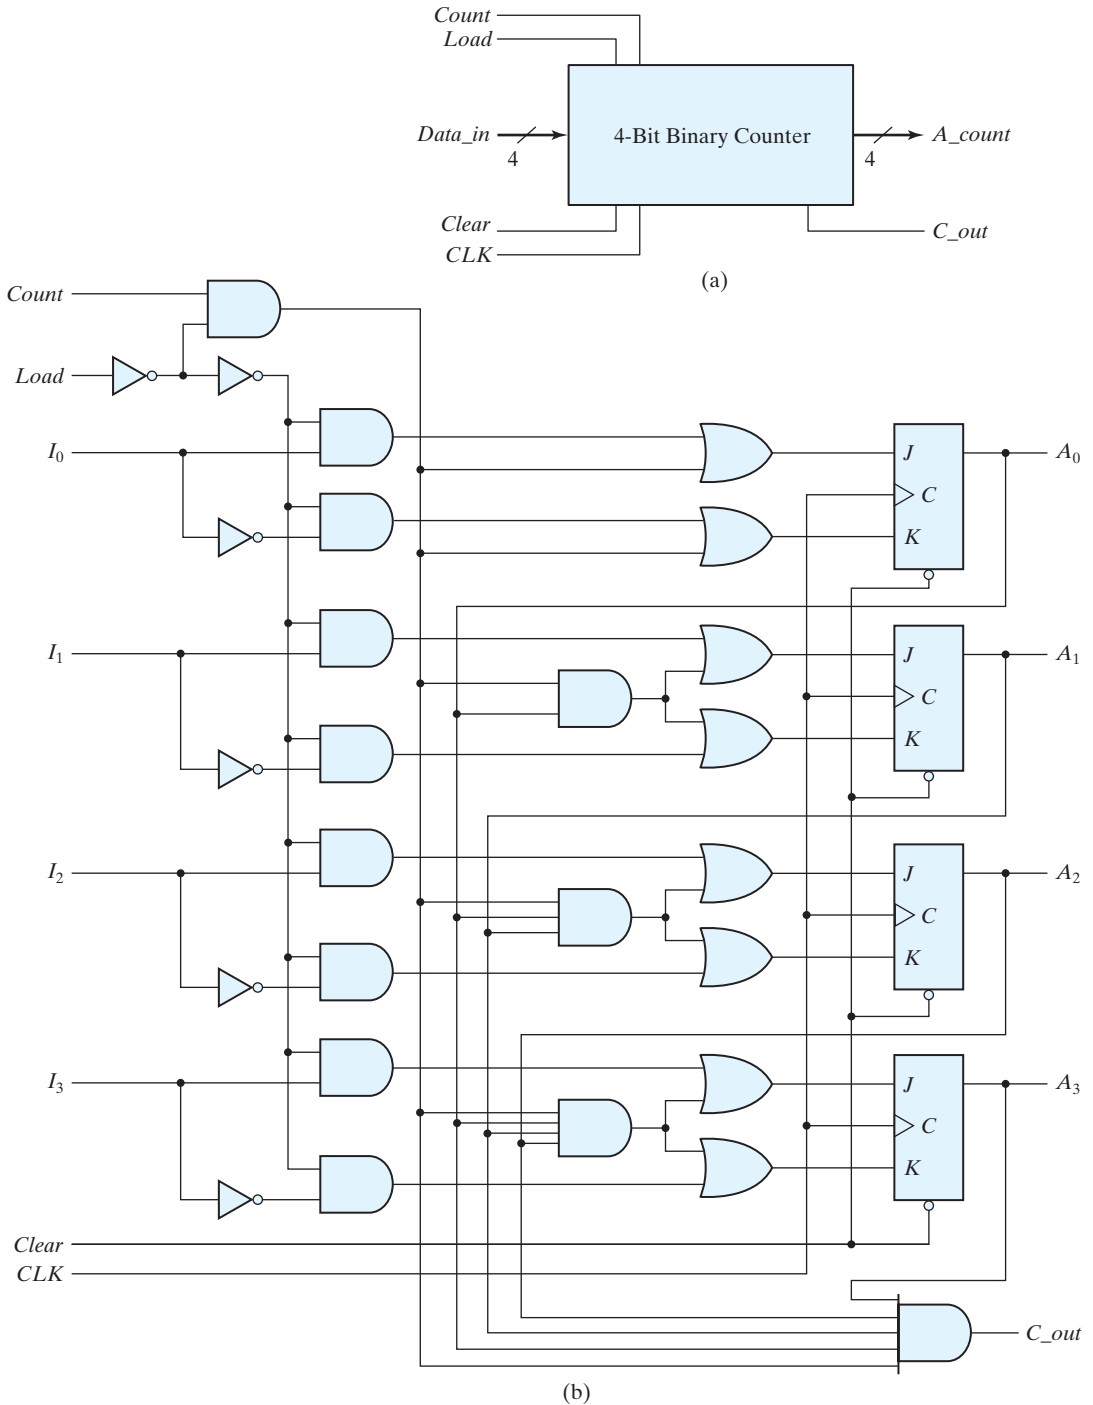 Count
Load
Data_in
4
4-Bit Binary Counter
4
A_count
Clear
CLK
C_out
(a)
Count
Load
I0
J
A0
C
K
I1
J
A1
C
K
I2
J
A2
C
K
I3
J
A3
C
K
Clear
CLK
C_out
(b)